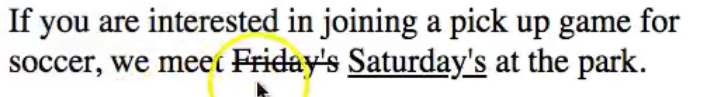 If you are interested in joining a pick up game for
soccer, we meet Friday's Saturday's at the park.